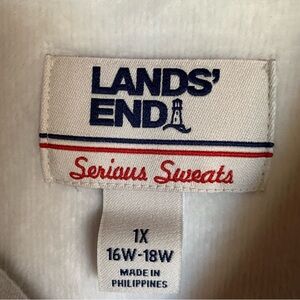 LANDS'
END
Serious Sweats
1X
16W-18W
MADE IN
PHILIPPINES